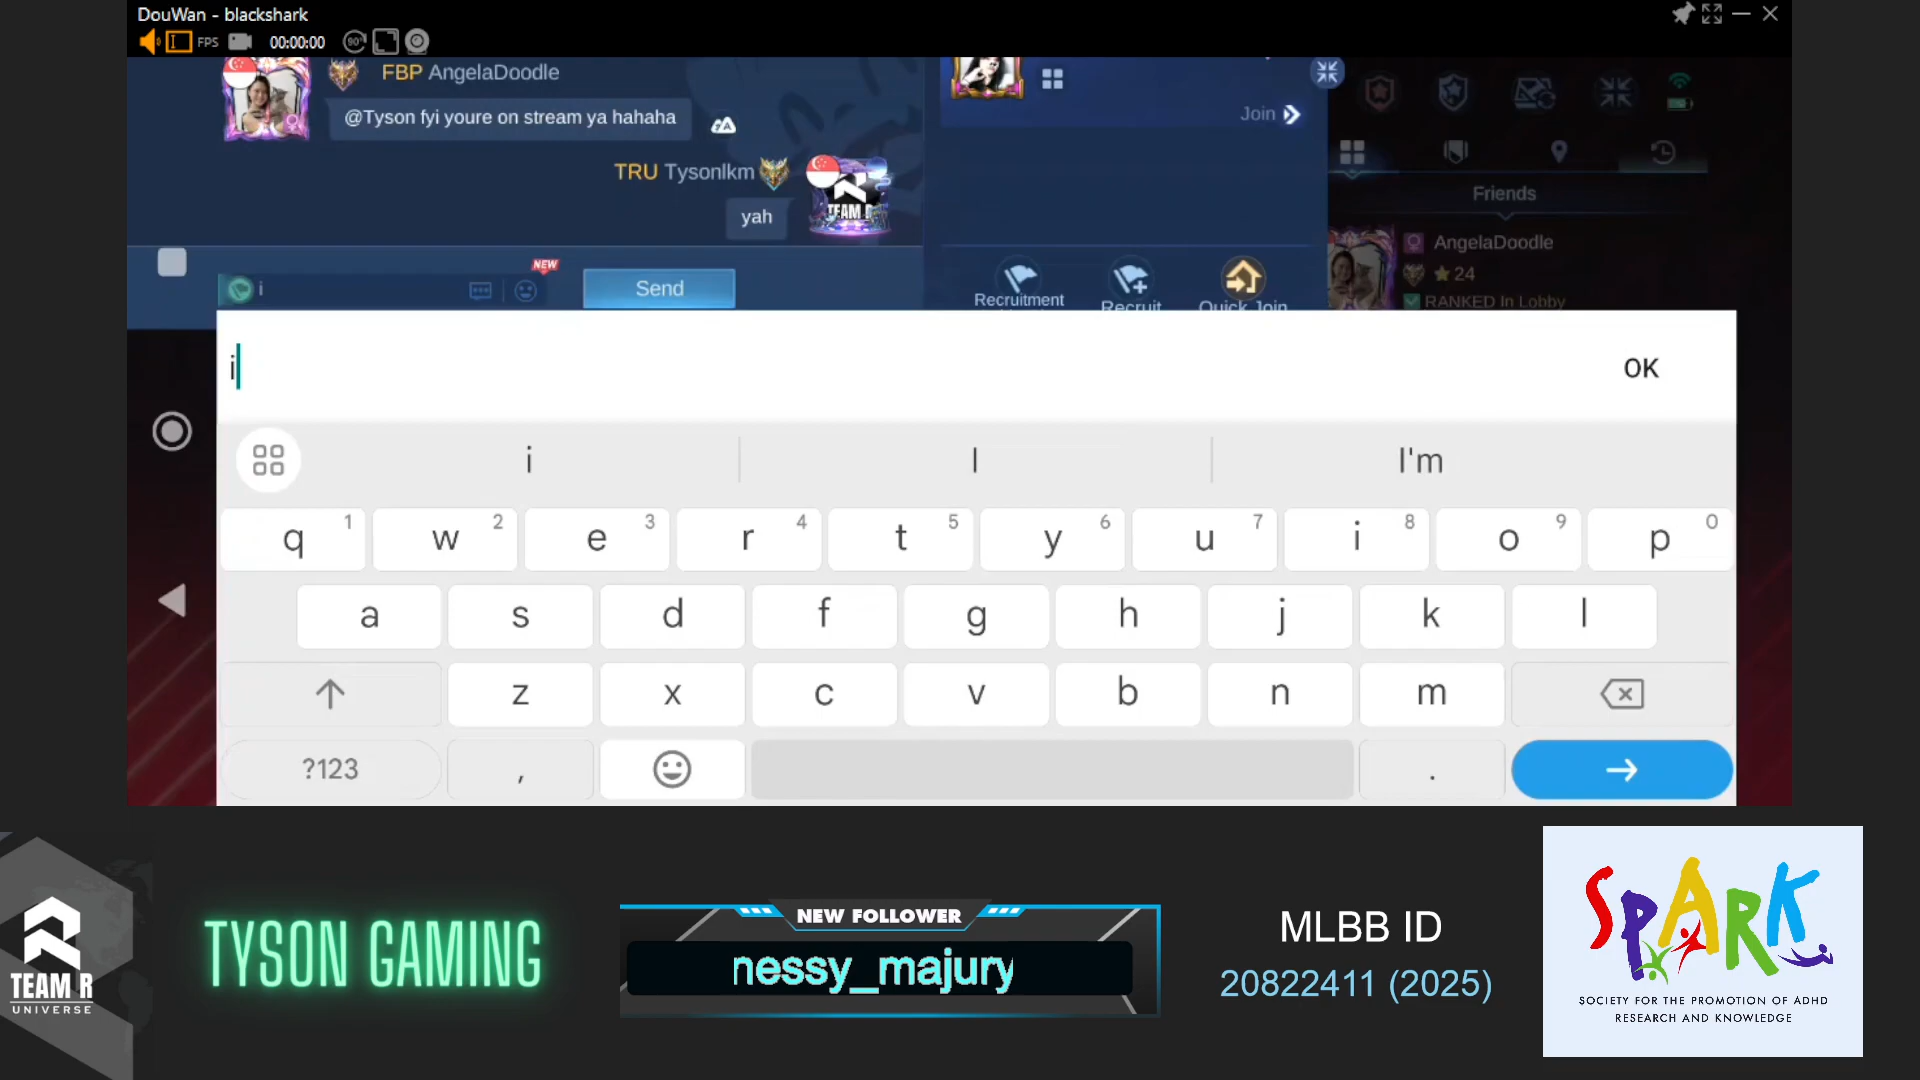 DouWan - blackshark
FPS
00:00:00
90°
FBP AngelaDoodle
@Tyson fyi youre on stream ya hahaha
TRU Tysonlkm
TEAM R
yah
NEW
i
Send
Join
Recruitment
Recruit
Quick Join
Friends
AngelaDoodle
24
RANKED In Lobby
i
OK
i
I
I'm
q 1 w 2 e 3 r 4 t 5 y 6 u 7 i 8 o 9 p 0
a s d f g h j k l
z x c v b n m
?123 , .
TEAM R
UNIVERSE
TYSON GAMING
NEW FOLLOWER
nessy_majury
MLBB ID
20822411 (2025)
SPARK
SOCIETY FOR THE PROMOTION OF ADHD
RESEARCH AND KNOWLEDGE